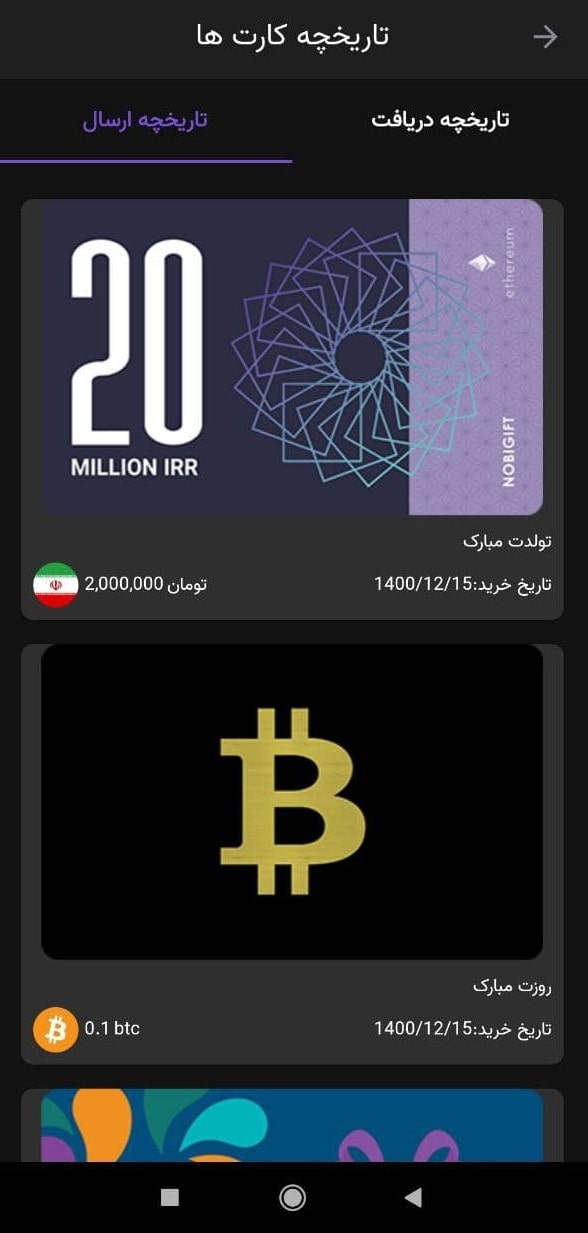 تاریخچه کارت ها
تاریخچه دریافت
تاریخچه ارسال
20
MILLION IRR
ethereum
NOBIGIFT
تولدت مبارک
تاریخ خرید:1400/12/15
2,000,000 تومان
روزت مبارک
تاریخ خرید:1400/12/15
0.1 btc